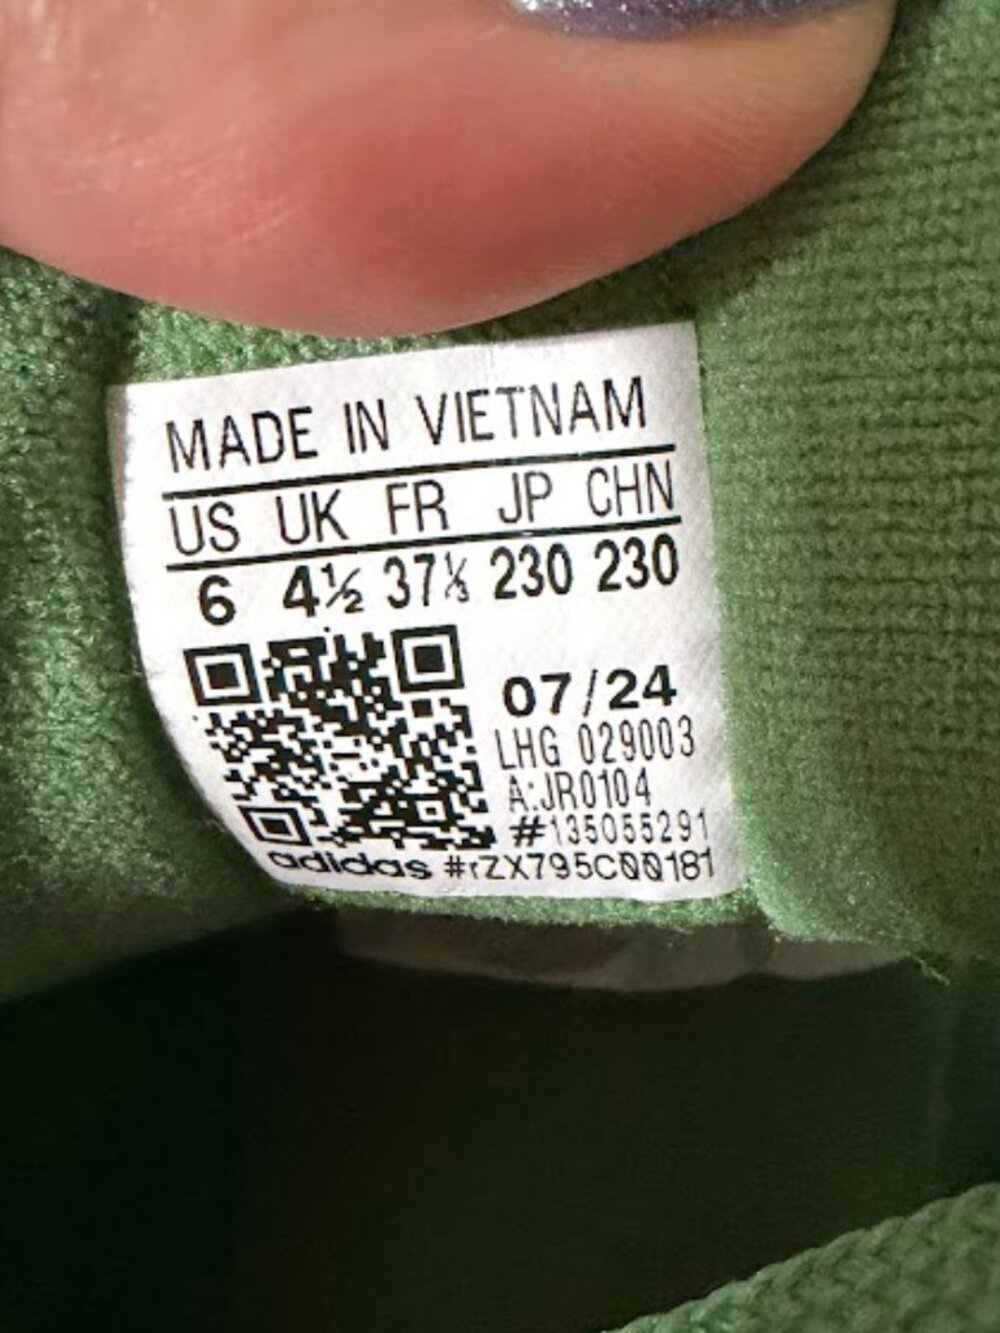 MADE IN VIETNAM
US UK FR JP CHN
6 4½ 37⅓ 230 230
07/24
LHG 029003
A:JR0104
#135055291
adidas #rZX795C00181